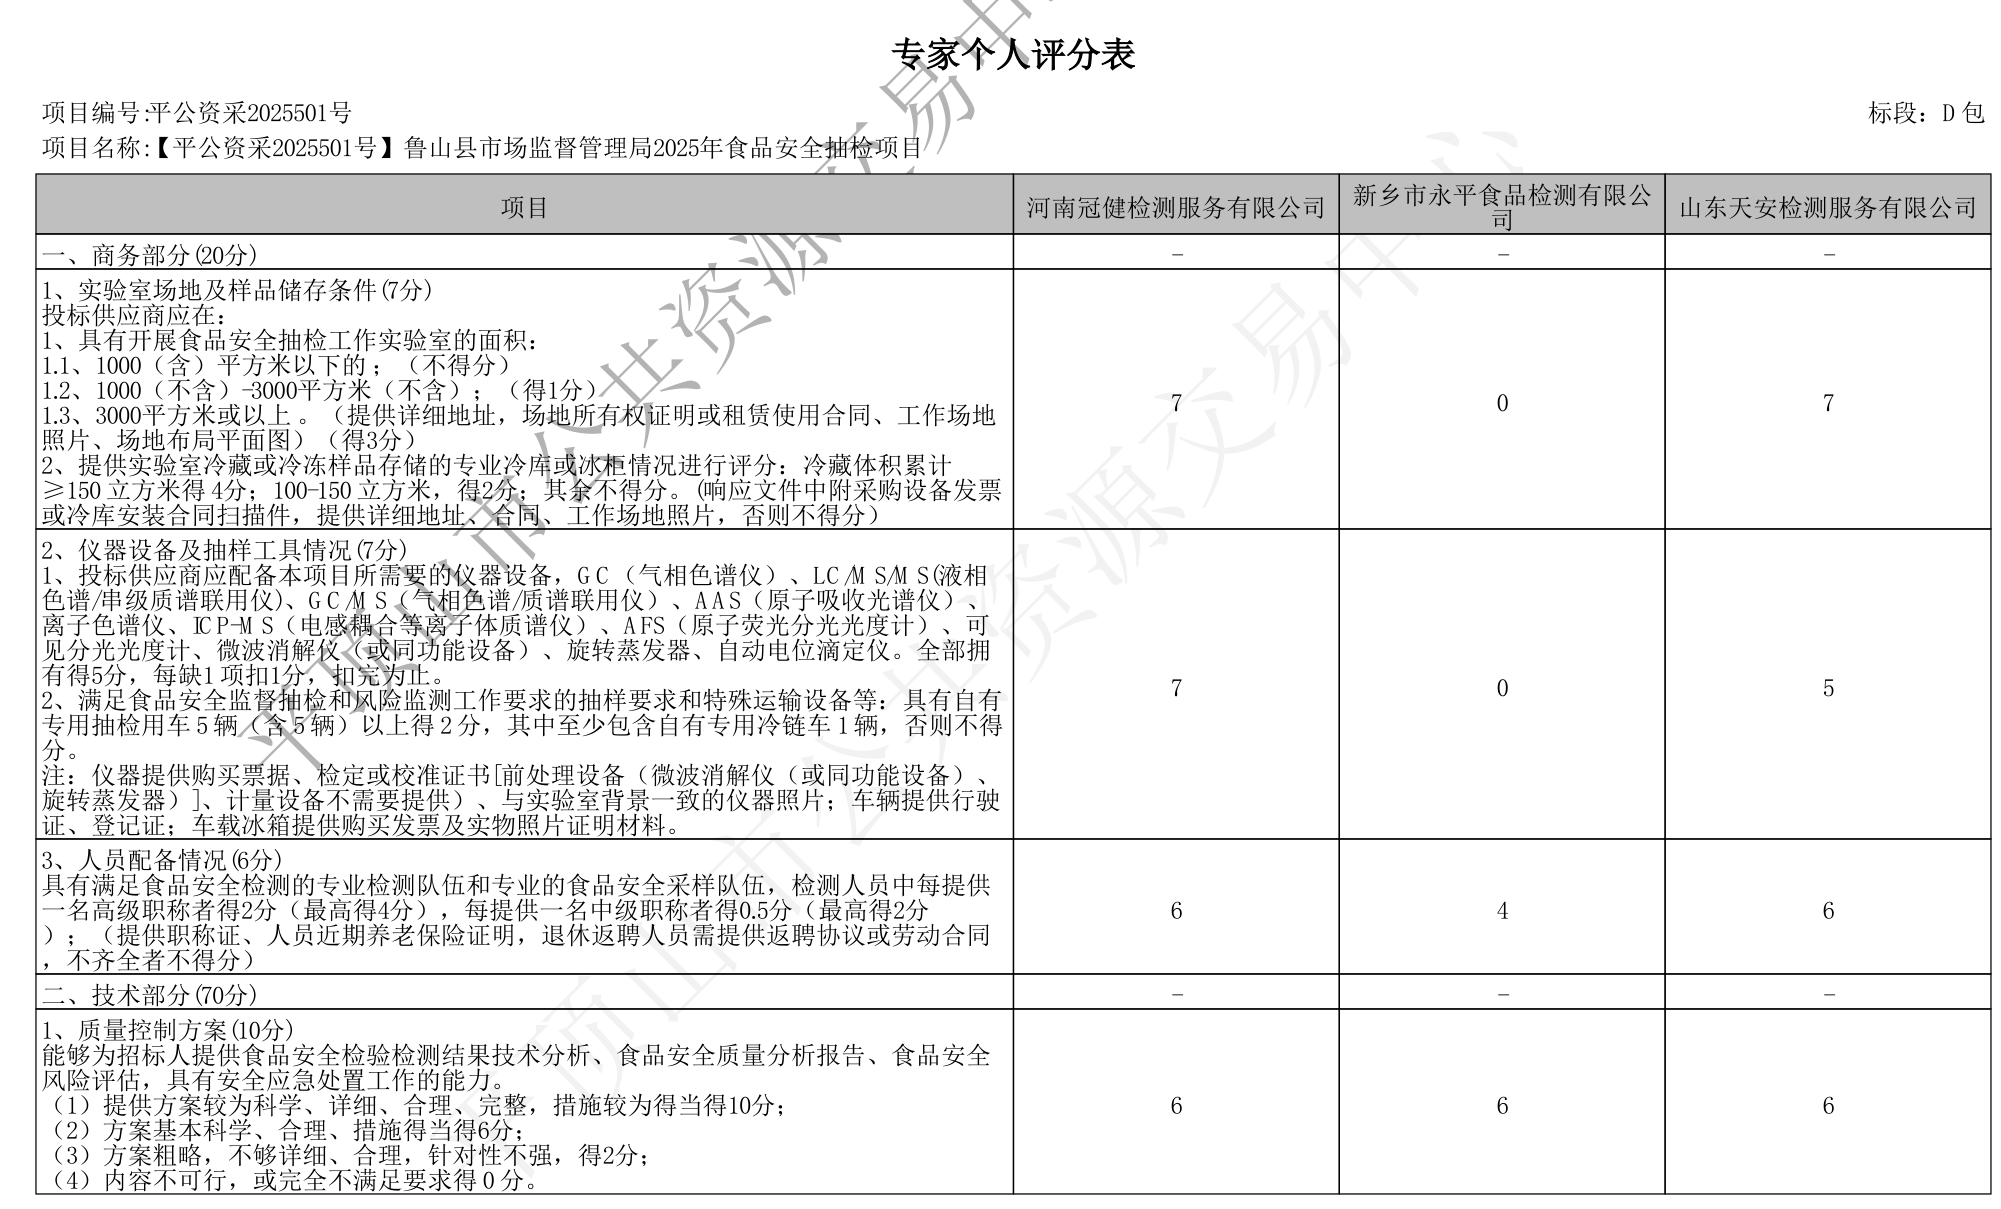 专家个人评分表
项目编号:平公资采2025501号
标段：D包
项目名称:【平公资采2025501号】鲁山县市场监督管理局2025年食品安全抽检项目
项目
河南冠健检测服务有限公司
新乡市永平食品检测有限公
司
山东天安检测服务有限公司
一、商务部分(20分)
-
-
-
1、实验室场地及样品储存条件(7分)
投标供应商应在：
1、具有开展食品安全抽检工作实验室的面积：
1.1、1000（含）平方米以下的；（不得分）
1.2、1000（不含）-3000平方米（不含）；（得1分）
1.3、3000平方米或以上。（提供详细地址，场地所有权证明或租赁使用合同、工作场地
照片、场地布局平面图）（得3分）
2、提供实验室冷藏或冷冻样品存储的专业冷库或冰柜情况进行评分：冷藏体积累计
≥150立方米得4分；100-150立方米，得2分；其余不得分。(响应文件中附采购设备发票
或冷库安装合同扫描件，提供详细地址、合同、工作场地照片，否则不得分）
7
0
7
2、仪器设备及抽样工具情况(7分)
1、投标供应商应配备本项目所需要的仪器设备，GC（气相色谱仪）、LC/MS/MS(液相
色谱/串级质谱联用仪)、GC/MS（气相色谱/质谱联用仪）、AAS（原子吸收光谱仪）、
离子色谱仪、ICP-MS（电感耦合等离子体质谱仪）、AFS（原子荧光分光光度计）、可
见分光光度计、微波消解仪（或同功能设备）、旋转蒸发器、自动电位滴定仪。全部拥
有得5分，每缺1项扣1分，扣完为止。
2、满足食品安全监督抽检和风险监测工作要求的抽样要求和特殊运输设备等：具有自有
专用抽检用车5辆（含5辆）以上得2分，其中至少包含自有专用冷链车1辆，否则不得
分。
注：仪器提供购买票据、检定或校准证书[前处理设备（微波消解仪（或同功能设备）、
旋转蒸发器）]、计量设备不需要提供）、与实验室背景一致的仪器照片；车辆提供行驶
证、登记证；车载冰箱提供购买发票及实物照片证明材料。
7
0
5
3、人员配备情况(6分)
具有满足食品安全检测的专业检测队伍和专业的食品安全采样队伍，检测人员中每提供
一名高级职称者得2分（最高得4分），每提供一名中级职称者得0.5分（最高得2分
）；（提供职称证、人员近期养老保险证明，退休返聘人员需提供返聘协议或劳动合同
，不齐全者不得分）
6
4
6
二、技术部分(70分)
-
-
-
1、质量控制方案(10分)
能够为招标人提供食品安全检验检测结果技术分析、食品安全质量分析报告、食品安全
风险评估，具有安全应急处置工作的能力。
（1）提供方案较为科学、详细、合理、完整，措施较为得当得10分；
（2）方案基本科学、合理、措施得当得6分；
（3）方案粗略，不够详细、合理，针对性不强，得2分；
（4）内容不可行，或完全不满足要求得0分。
6
6
6
平顶山市公共资源交易中
平顶山市公共资源交易中心